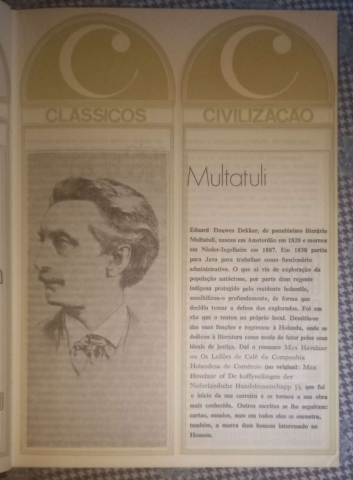 C
CLÁSSICOS
C
CIVILIZAÇÃO
Multatuli
Eduard Douwes Dekker, de pseudónimo literário
Multatuli, nasceu em Amsterdão em 1820 e morreu
em Nieder-Ingelheim em 1887. Em 1838 partiu
para Java para trabalhar como funcionário
administrativo. O que aí viu de exploração da
população autóctone, por parte dum regente
indígena protegido pelo residente holandês,
sensibilizou-o profundamente, de forma que
decidiu tomar a defesa dos explorados. Foi em
vão que o tentou no próprio local. Demitiu-se
das suas funções e regressou à Holanda, onde se
dedicou à literatura como modo de lutar pelos seus
ideais de justiça. Daí o romance Max Havelaar
ou Os Leilões de Café da Companhia
Holandesa de Comércio (no original: Max
Havelaar of De koffyveilingen der
Nederlandsche Handelmaatschappy), que foi
o início da sua carreira e se tornou a sua obra
mais conhecida. Outros escritos se lhe seguiram:
cartas, ensaios, mas em todos eles se encontra,
também, a marca dum homem interessado no
Homem.